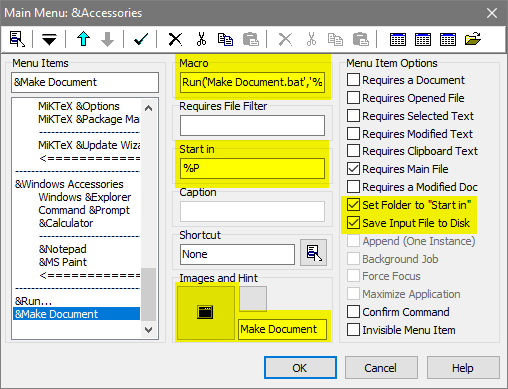 Main Menu: &Accessories
Menu Items
&Make Document
MiKTeX &Options
MiKTeX &Package Ma
MiKTeX &Update Wiza
<============
&Windows Accessories
Windows &Explorer
Command &Prompt
&Calculator
&Notepad
&MS Paint
<============
&Run...
&Make Document
Macro
Run('Make Document.bat','%
Requires File Filter
Start in
%P
Caption
Shortcut
None
Images and Hint
Make Document
Menu Item Options
Requires a Document
Requires Opened File
Requires Selected Text
Requires Modified Text
Requires Clipboard Text
Requires Main File
Requires a Modified Doc
Set Folder to "Start in"
Save Input File to Disk
Append (One Instance)
Background Job
Force Focus
Maximize Application
Confirm Command
Invisible Menu Item
OK
Cancel
Help